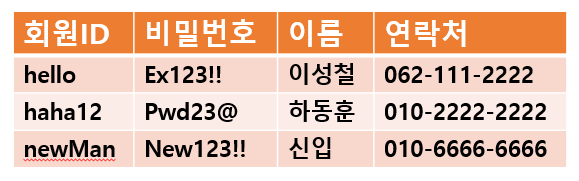 회원ID 비밀번호 이름 연락처
hello Ex123!! 이성철 062-111-2222
haha12 Pwd23@ 하동훈 010-2222-2222
newMan New123!! 신입 010-6666-6666